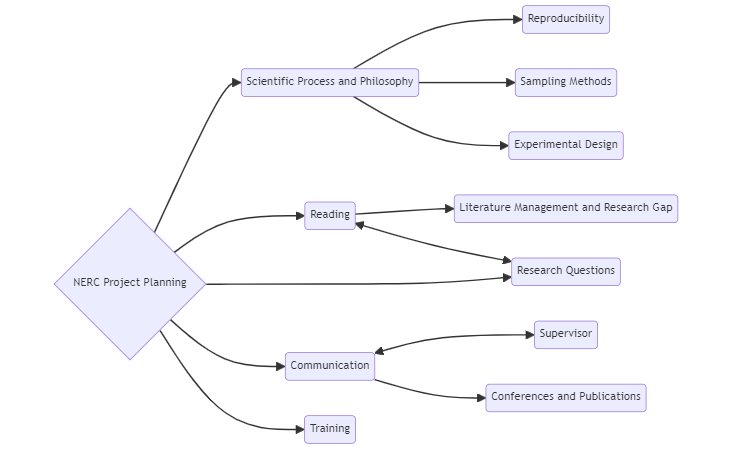 Reproducibility
Scientific Process and Philosophy
Sampling Methods
Experimental Design
Reading
Literature Management and Research Gap
Research Questions
NERC Project Planning
Supervisor
Communication
Conferences and Publications
Training